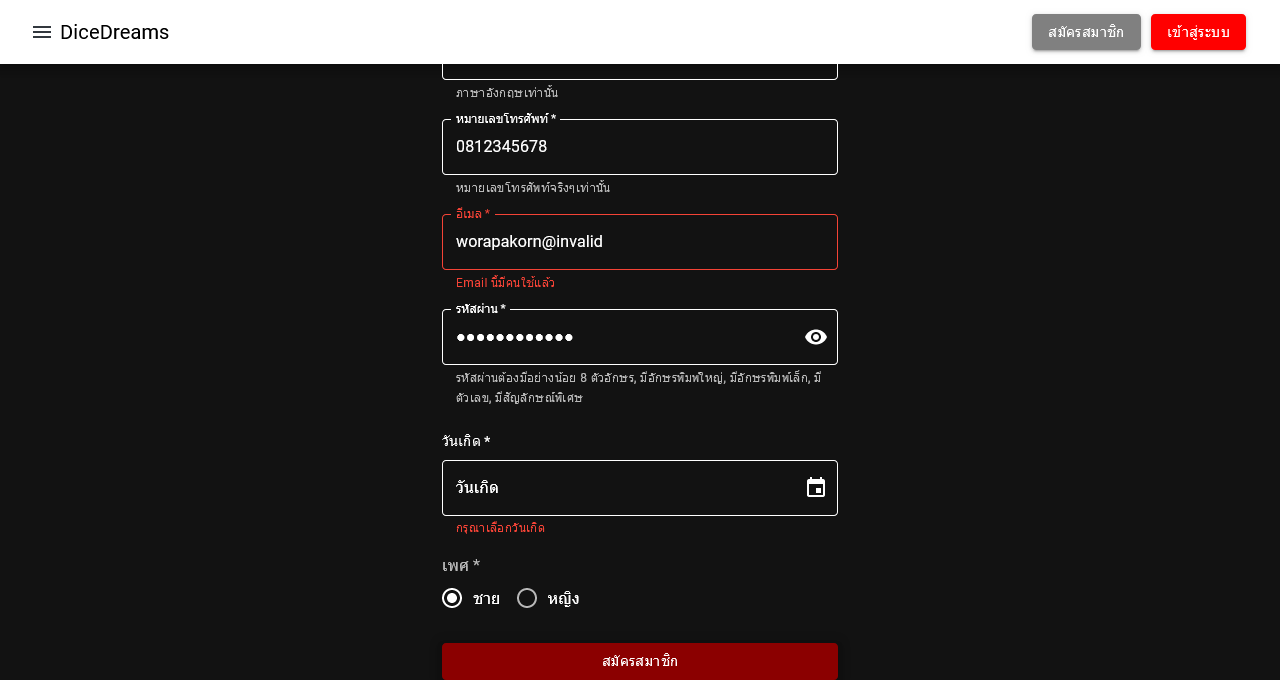 DiceDreams
สมัครสมาชิก
เข้าสู่ระบบ
ภาษาอังกฤษเท่านั้น
หมายเลขโทรศัพท์ *
0812345678
หมายเลขโทรศัพท์จริงๆเท่านั้น
อีเมล *
worapakorn@invalid
Email นี้มีคนใช้แล้ว
รหัสผ่าน *
••••••••••••
รหัสผ่านต้องมีอย่างน้อย 8 ตัวอักษร, มีอักษรพิมพ์ใหญ่, มีอักษรพิมพ์เล็ก, มี
ตัวเลข, มีสัญลักษณ์พิเศษ
วันเกิด *
วันเกิด
กรุณาเลือกวันเกิด
เพศ *
ชาย
หญิง
สมัครสมาชิก